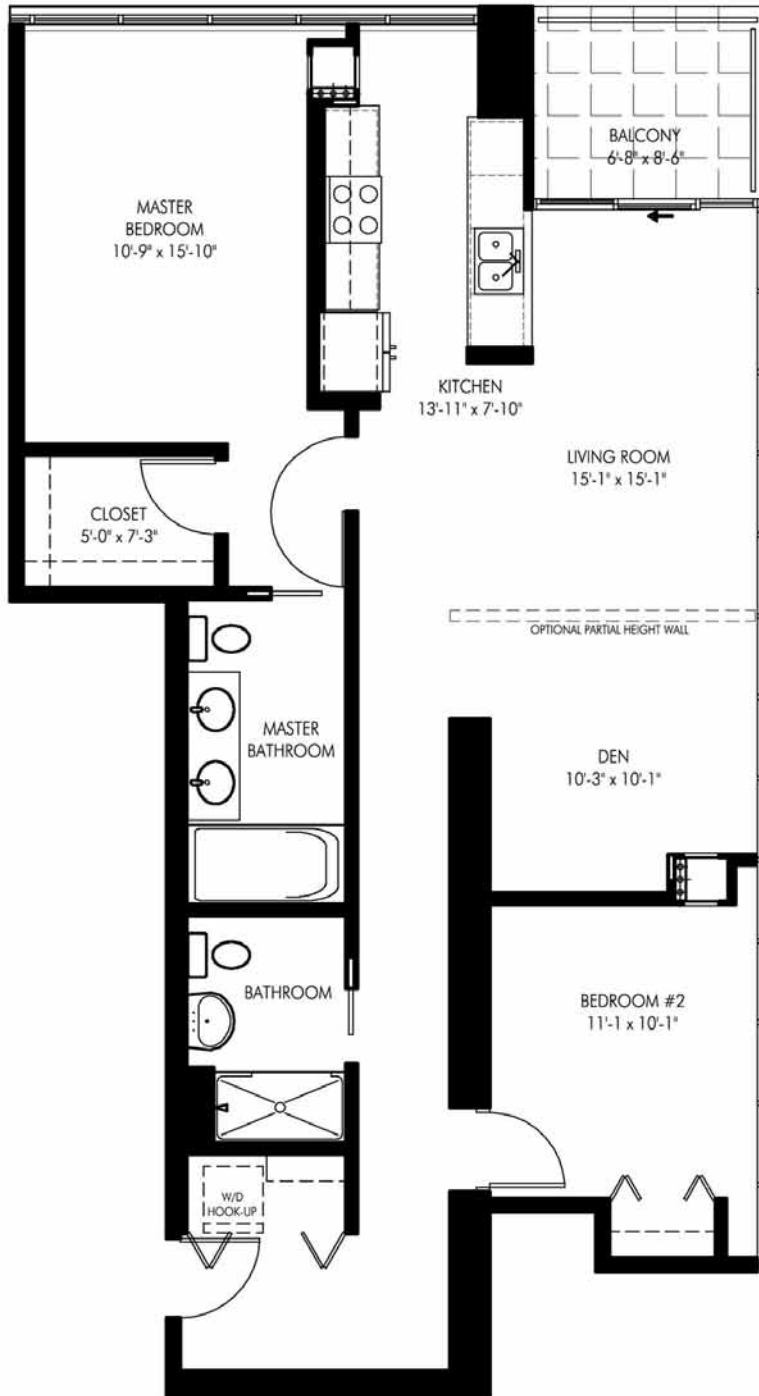 BALCONY
6'-8" x 8'-6"
MASTER
BEDROOM
10'-9" x 15'-10"
KITCHEN
13'-11" x 7'-10"
LIVING ROOM
15'-1" x 15'-1"
CLOSET
5'-0" x 7'-3"
OPTIONAL PARTIAL HEIGHT WALL
MASTER
BATHROOM
DEN
10'-3" x 10'-1"
BATHROOM
BEDROOM #2
11'-1 x 10'-1"
W/D
HOOK-UP